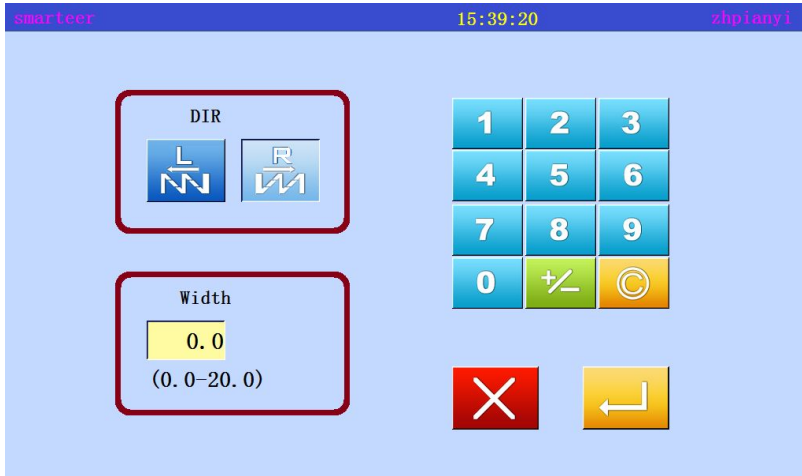 smarteer 15:39:20 zhpianyi
DIR
L R
Width
0.0
(0.0-20.0)
1 2 3
4 5 6
7 8 9
0 +/- ©